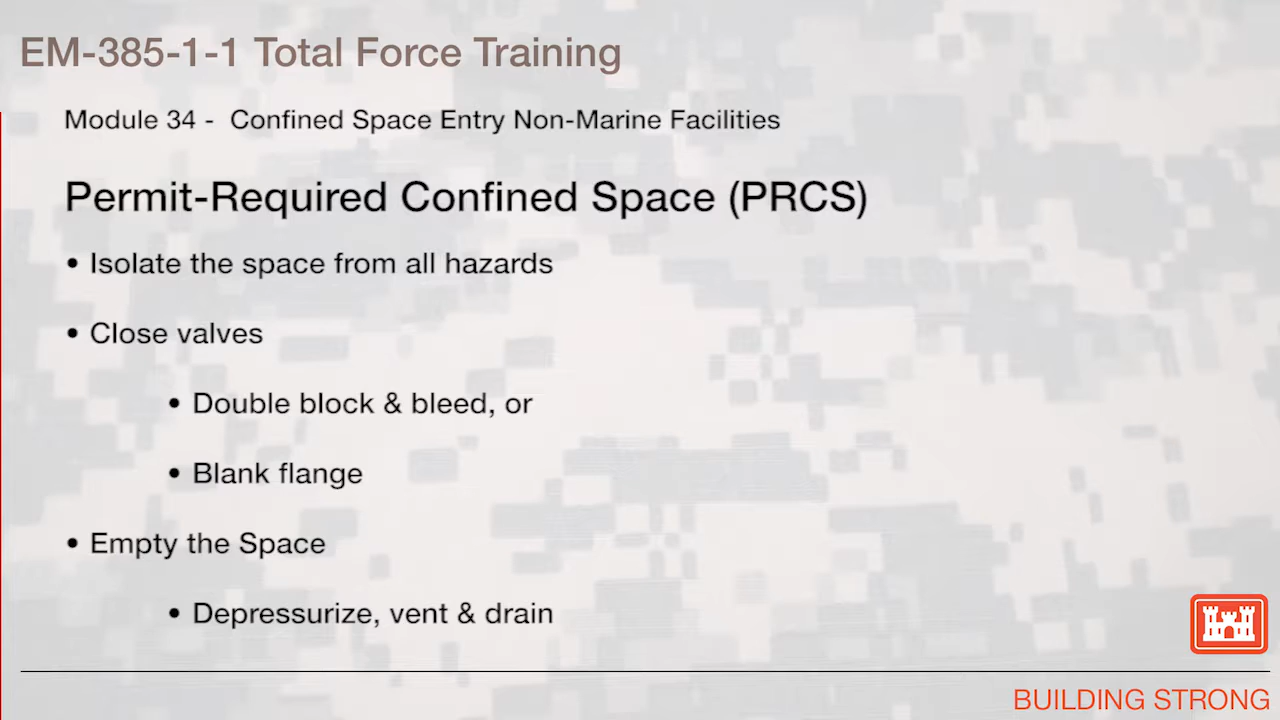 EM-385-1-1 Total Force Training
Module 34 - Confined Space Entry Non-Marine Facilities
Permit-Required Confined Space (PRCS)
• Isolate the space from all hazards
• Close valves
• Double block & bleed, or
• Blank flange
• Empty the Space
• Depressurize, vent & drain
BUILDING STRONG